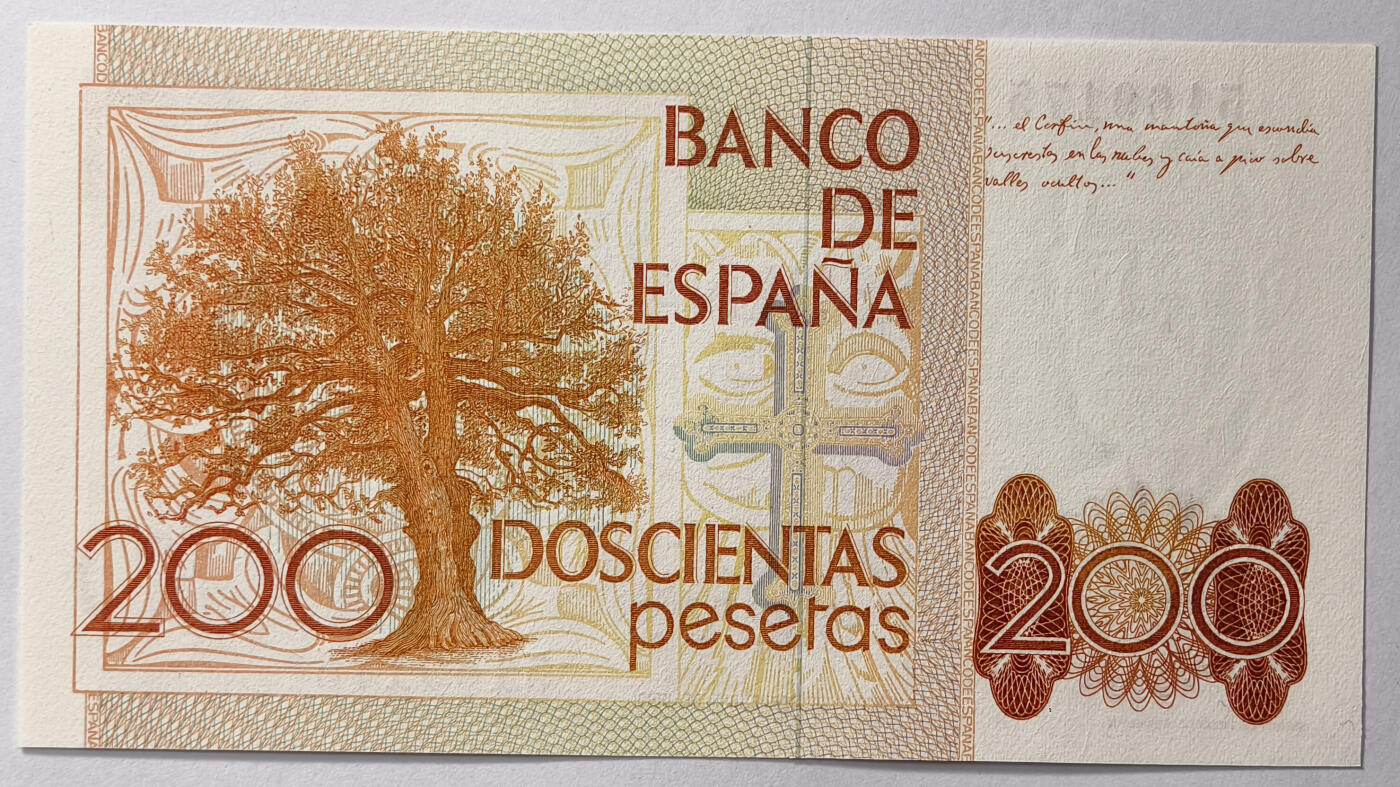 BANCO
DE
ESPAÑA
"... el Corfín, una montaña que escondía
sus crestas en las nubes y caía a pico sobre
valles ocultos..."
200
DOSCIENTAS
pesetas
200